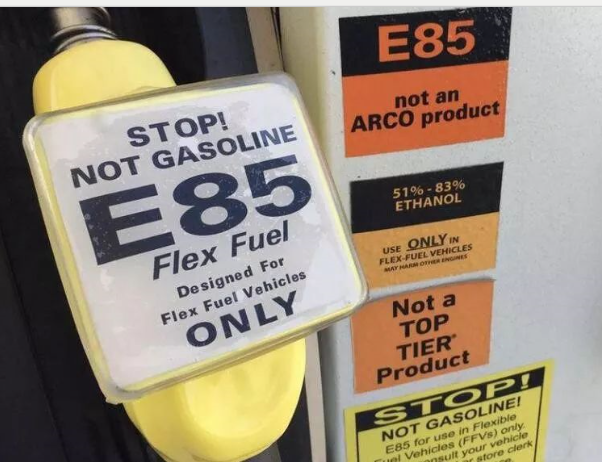 STOP!
NOT GASOLINE
E85
Flex Fuel
Designed For
Flex Fuel Vehicles
ONLY
E85
not an
ARCO product
51% - 83%
ETHANOL
USE ONLY IN
FLEX-FUEL VEHICLES
MAY HARM OTHER ENGINES
Not a
TOP
TIER®
Product
STOP!
NOT GASOLINE!
E85 for use in Flexible
Fuel Vehicles (FFVs) only.
your vehicle
store clerk